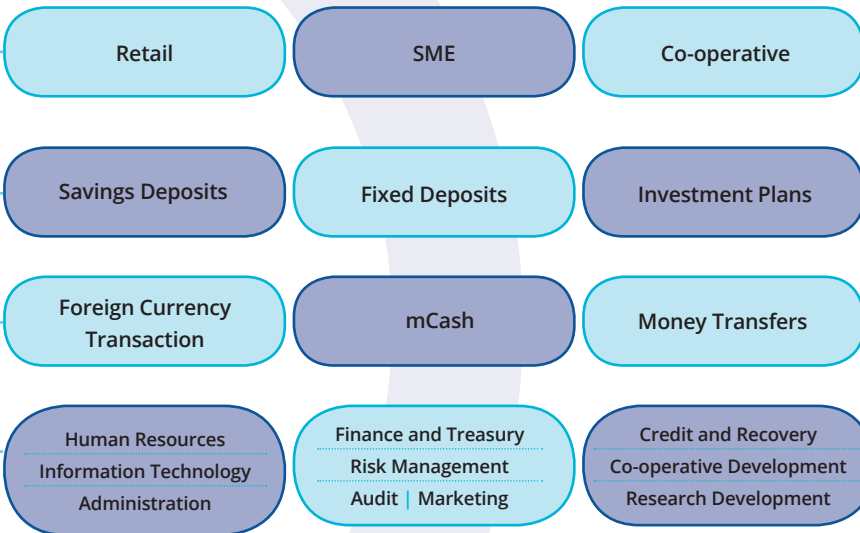 Retail
SME
Co-operative
Savings Deposits
Fixed Deposits
Investment Plans
Foreign Currency
Transaction
mCash
Money Transfers
Human Resources
Information Technology
Administration
Finance and Treasury
Risk Management
Audit | Marketing
Credit and Recovery
Co-operative Development
Research Development